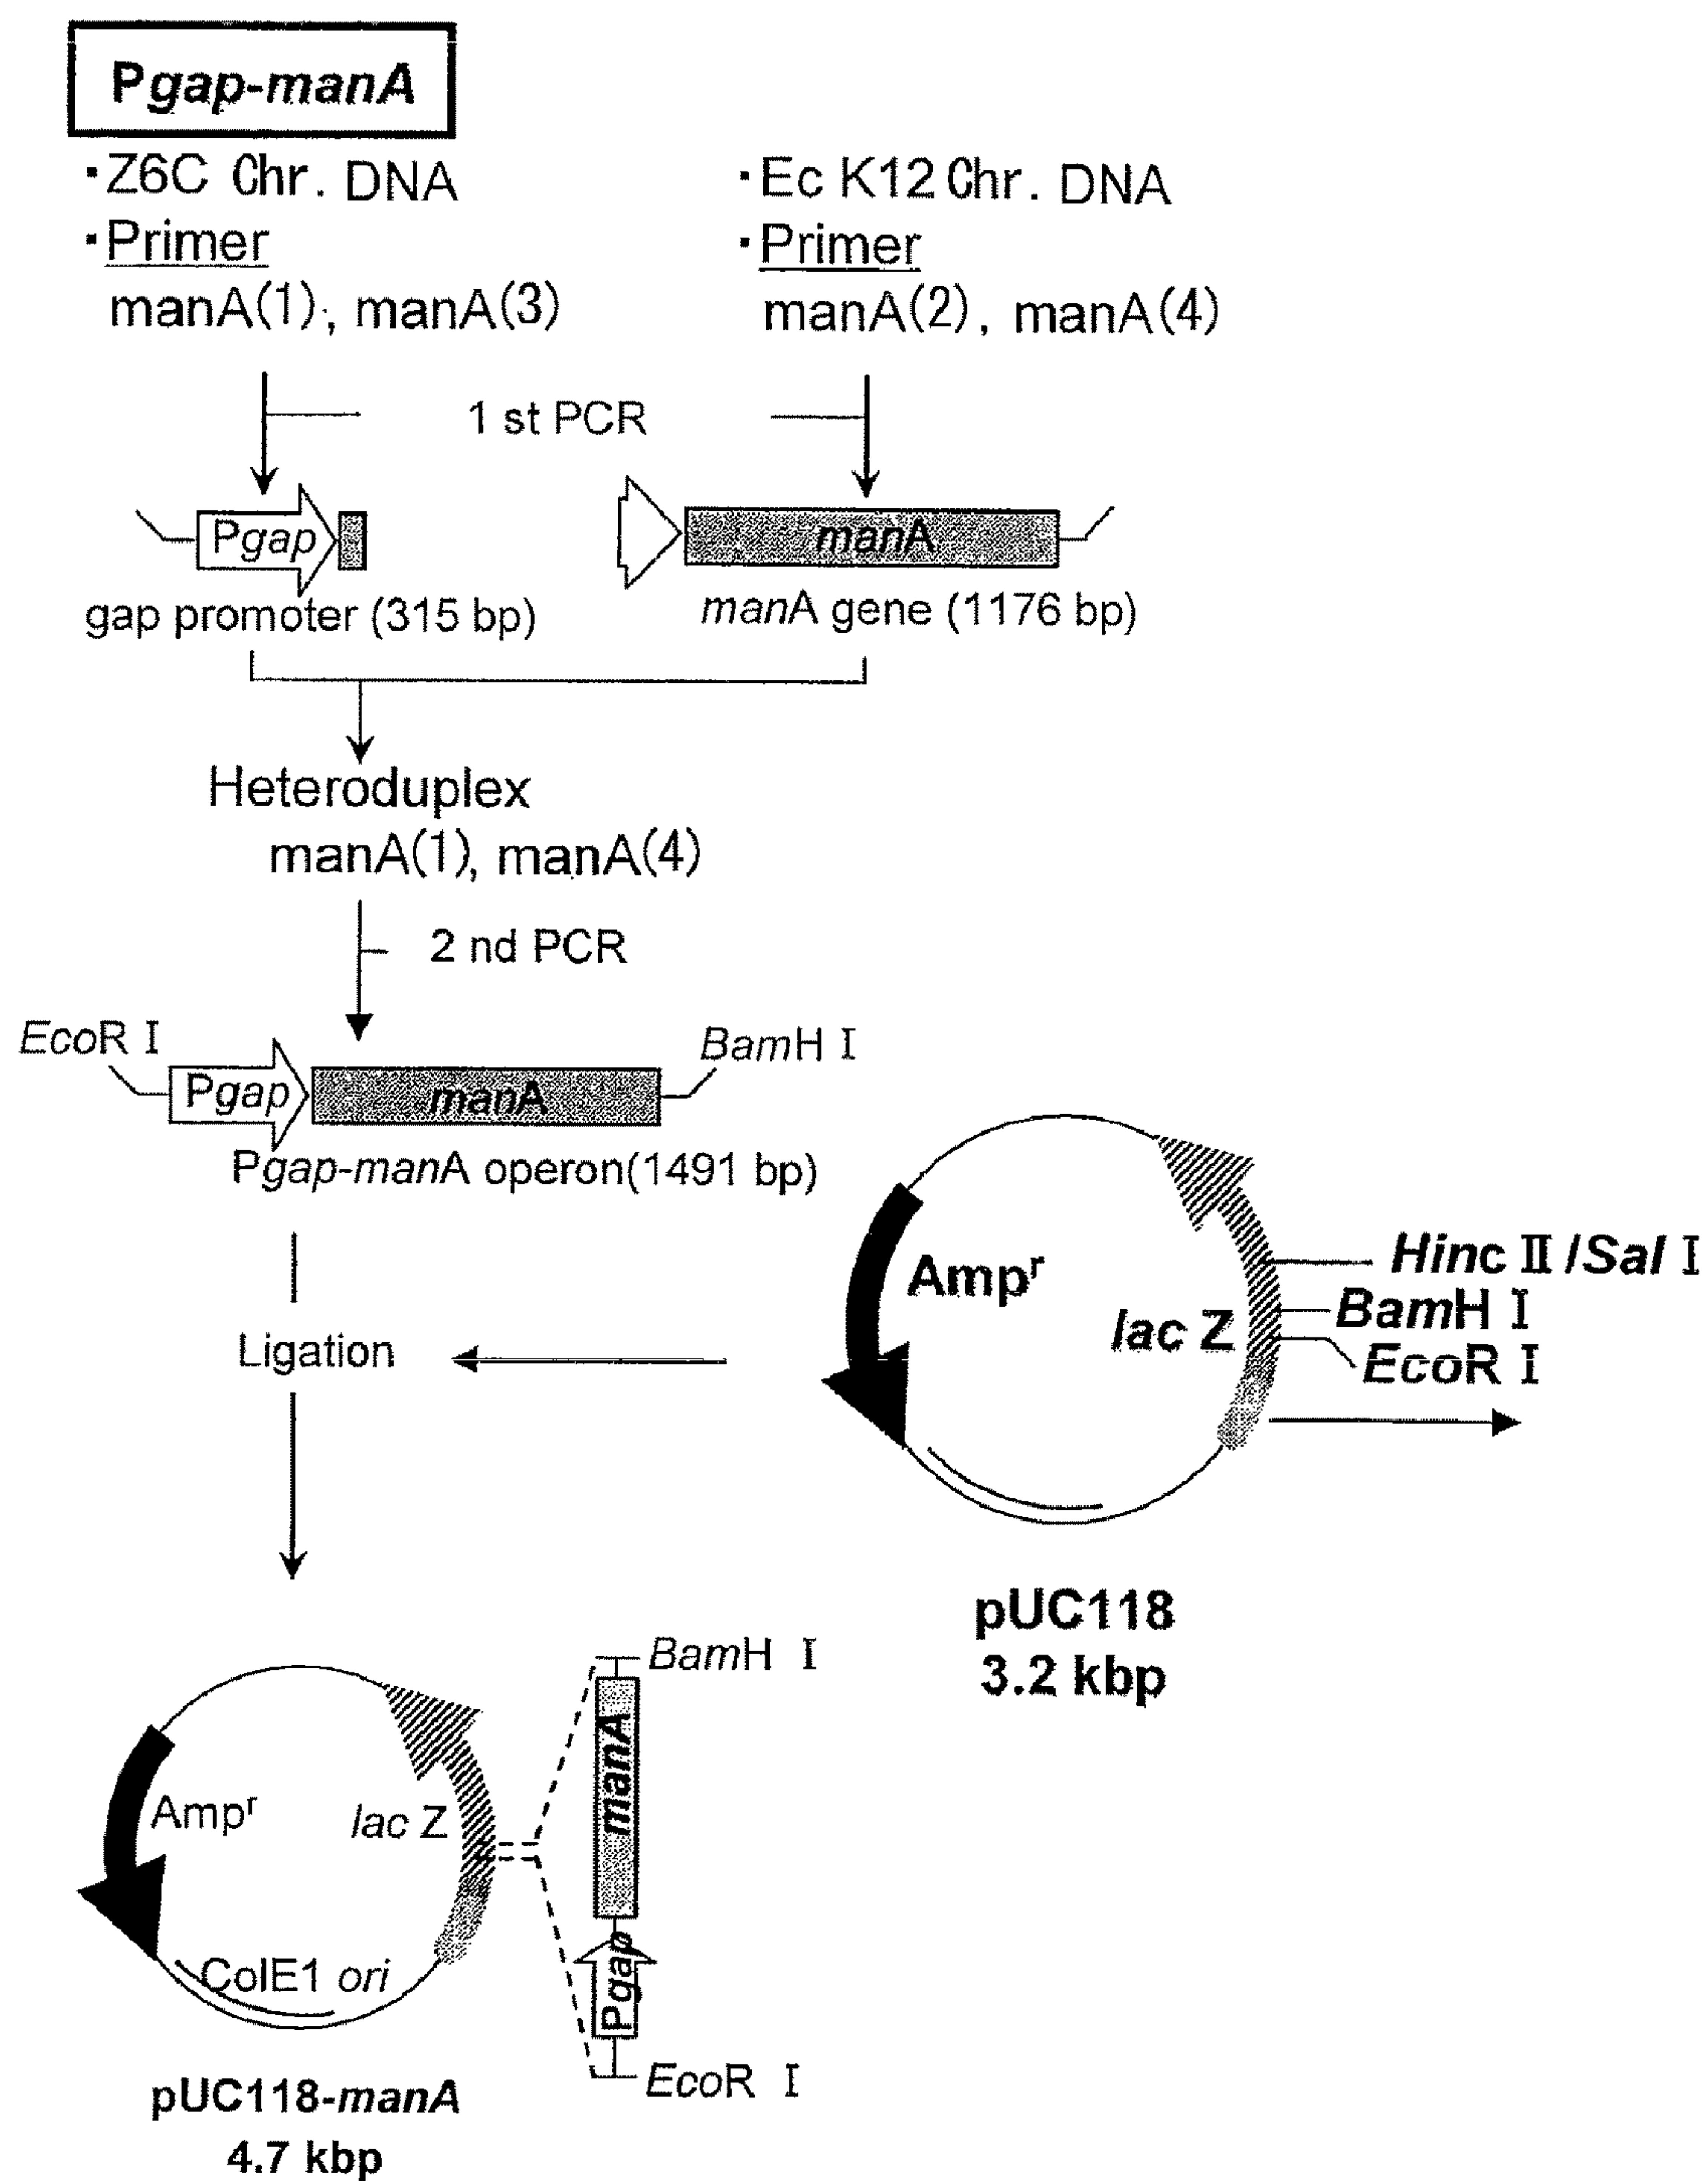 Pgap-manA
·Z6C Chr. DNA
·Primer
manA(1), manA(3)
·Ec K12 Chr. DNA
·Primer
manA(2), manA(4)
1 st PCR
Pgap
manA
gap promoter (315 bp)
manA gene (1176 bp)
Heteroduplex
manA(1), manA(4)
2 nd PCR
EcoR I
BamH I
Pgap
manA
Pgap-manA operon(1491 bp)
Ampr
lac Z
Hinc II /Sal I
BamH I
EcoR I
Ligation
pUC118
3.2 kbp
BamH I
manA
Ampr
lac Z
Pgap
ColE1 ori
EcoR I
pUC118-manA
4.7 kbp